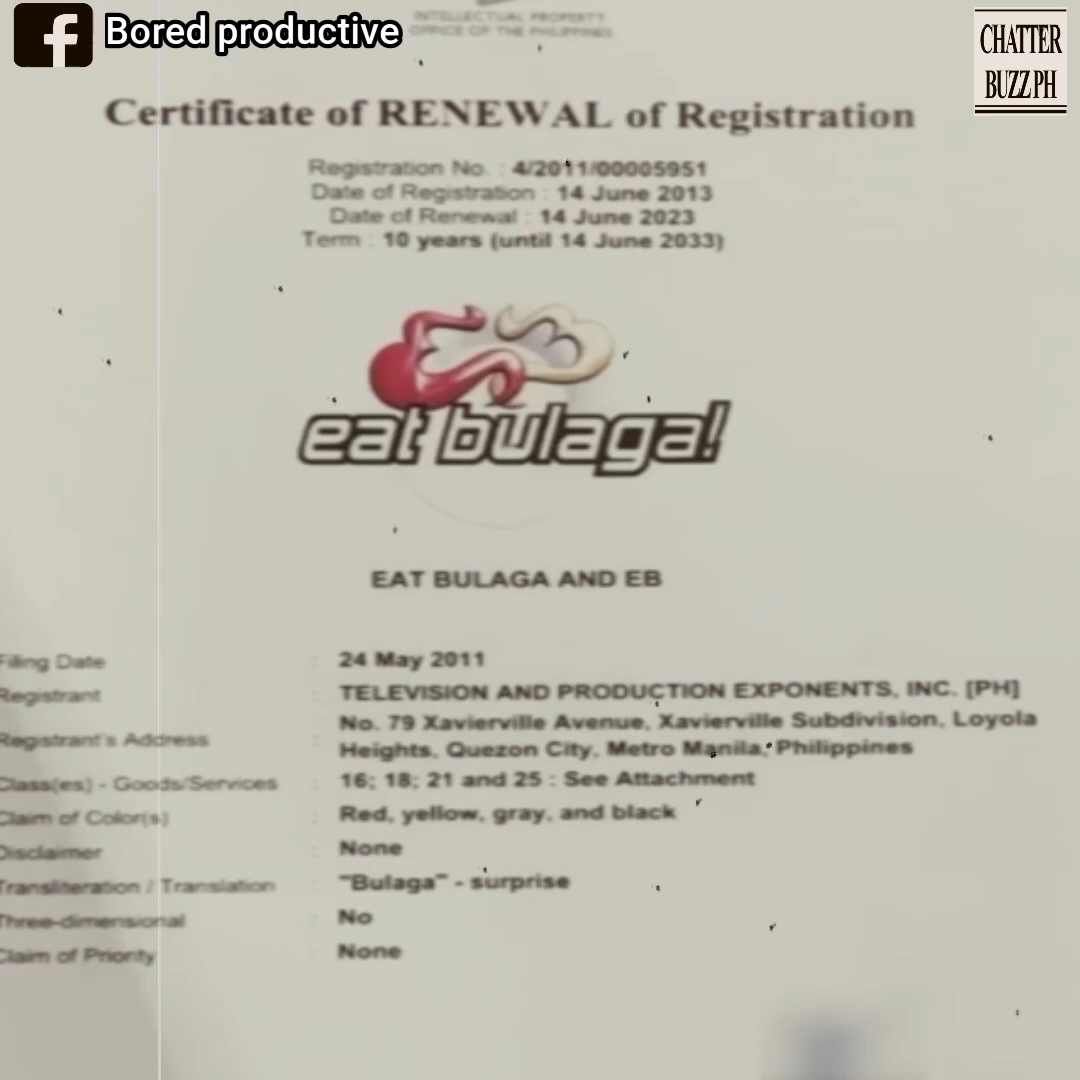 Bored productive
CHATTER
BUZZ PH
INTELLECTUAL PROPERTY
OFFICE OF THE PHILIPPINES
Certificate of RENEWAL of Registration
Registration No. : 4/2011/00005951
Date of Registration : 14 June 2013
Date of Renewal : 14 June 2023
Term : 10 years (until 14 June 2033)
eat bulaga!
EAT BULAGA AND EB
Filing Date : 24 May 2011
Registrant : TELEVISION AND PRODUCTION EXPONENTS, INC. [PH]
Registrant's Address : No. 79 Xavierville Avenue, Xavierville Subdivision, Loyola
Heights, Quezon City, Metro Manila, Philippines
Class(es) - Goods/Services : 16; 18; 21 and 25 : See Attachment
Claim of Color(s) : Red, yellow, gray, and black
Disclaimer : None
Transliteration / Translation : "Bulaga" - surprise
Three-dimensional : No
Claim of Priority : None